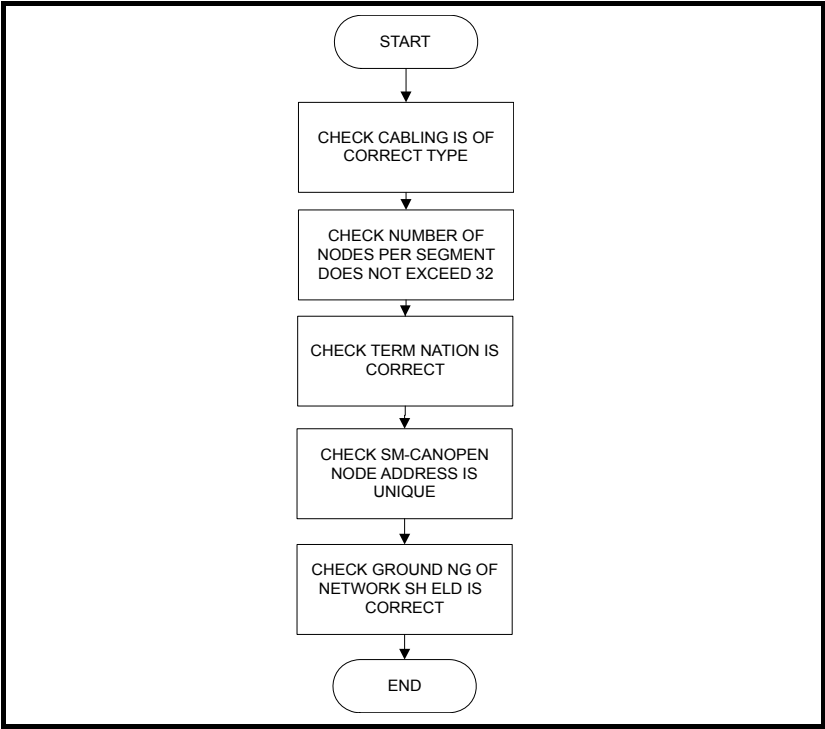 START
CHECK CABLING IS OF
CORRECT TYPE
CHECK NUMBER OF
NODES PER SEGMENT
DOES NOT EXCEED 32
CHECK TERM NATION IS
CORRECT
CHECK SM-CANOPEN
NODE ADDRESS IS
UNIQUE
CHECK GROUND NG OF
NETWORK SH ELD IS
CORRECT
END